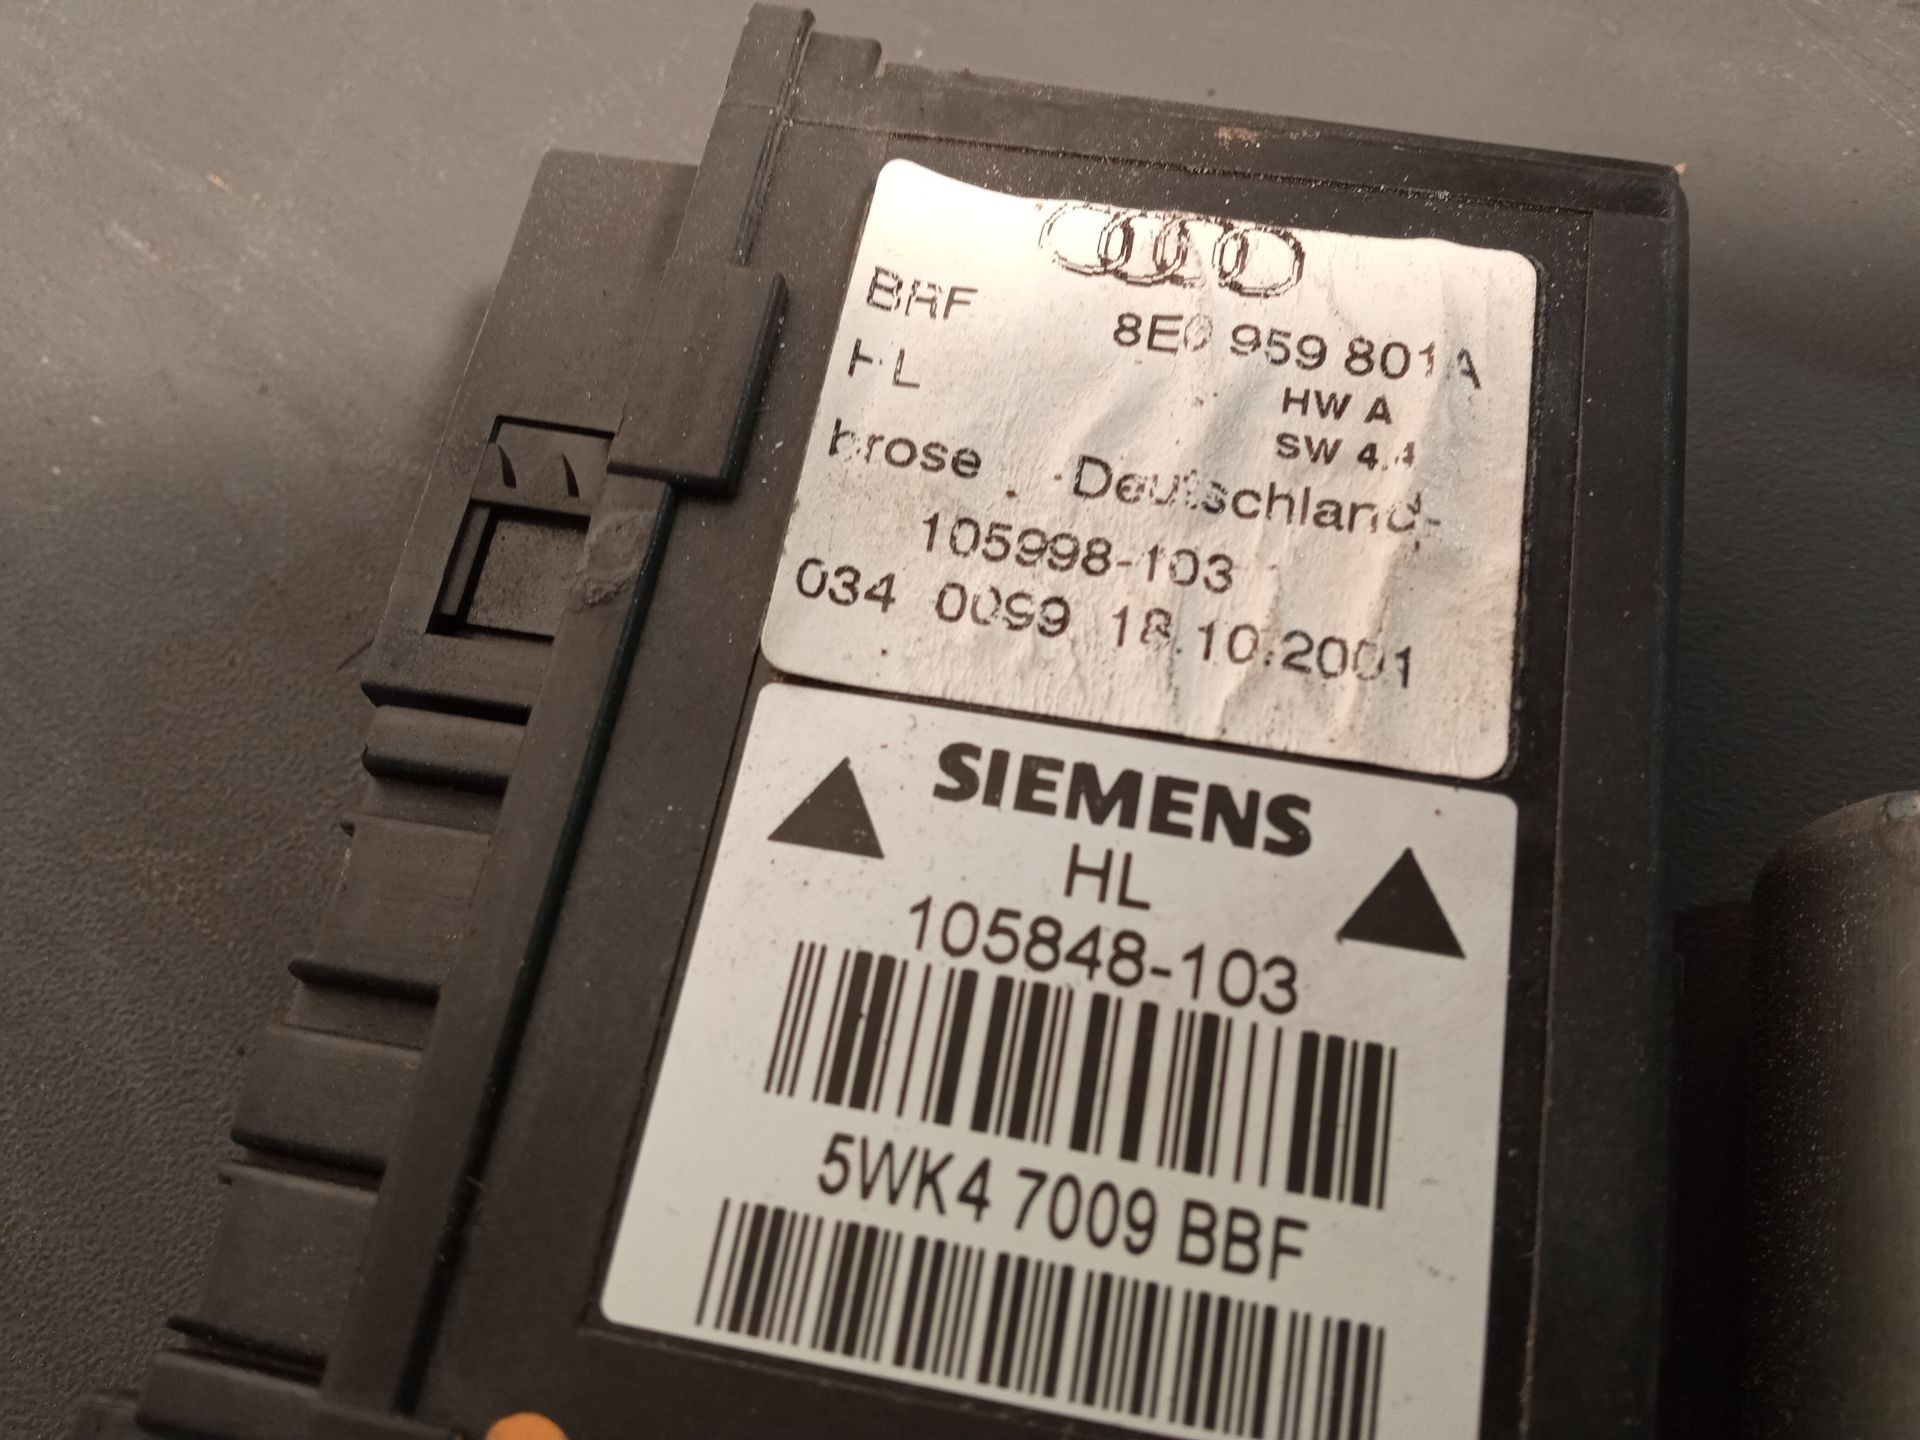 BRF 8E0 959 801A
HL HW A
SW 4.4
brose -Deutschland-
105998-103
034 0099 18.10.2001
SIEMENS
HL
105848-103
5WK4 7009 BBF